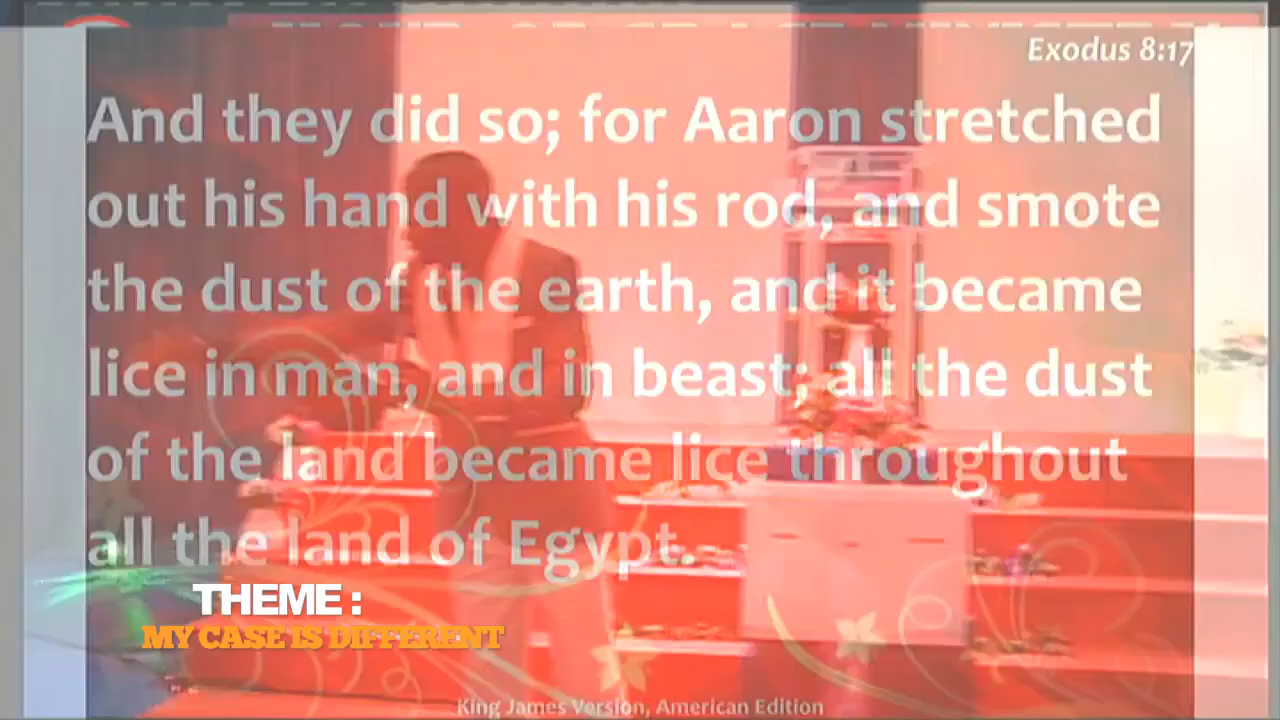 Exodus 8:17
And they did so; for Aaron stretched
out his hand with his rod, and smote
the dust of the earth, and it became
lice in man, and in beast; all the dust
of the land became lice throughout
all the land of Egypt.
THEME :
MY CASE IS DIFFERENT
King James Version, American Edition